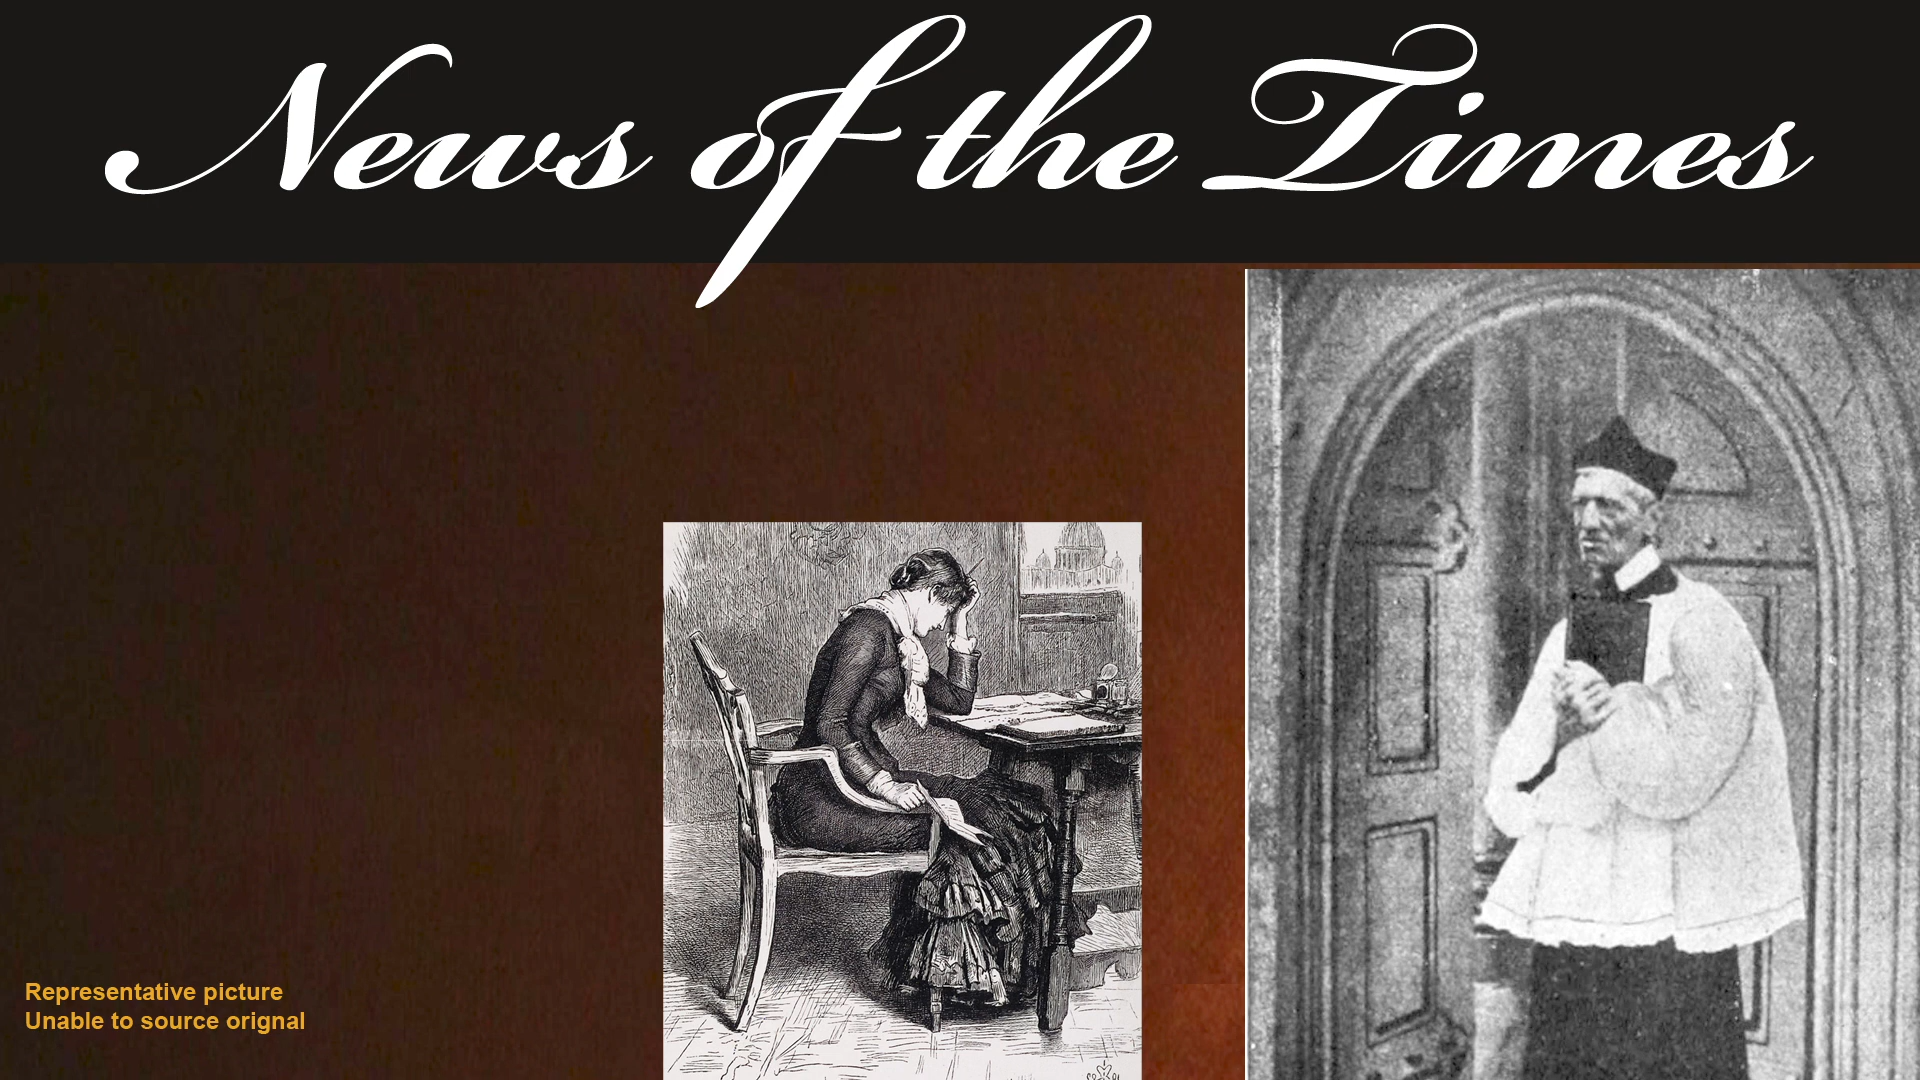 News of the Times
Representative picture
Unable to source orignal